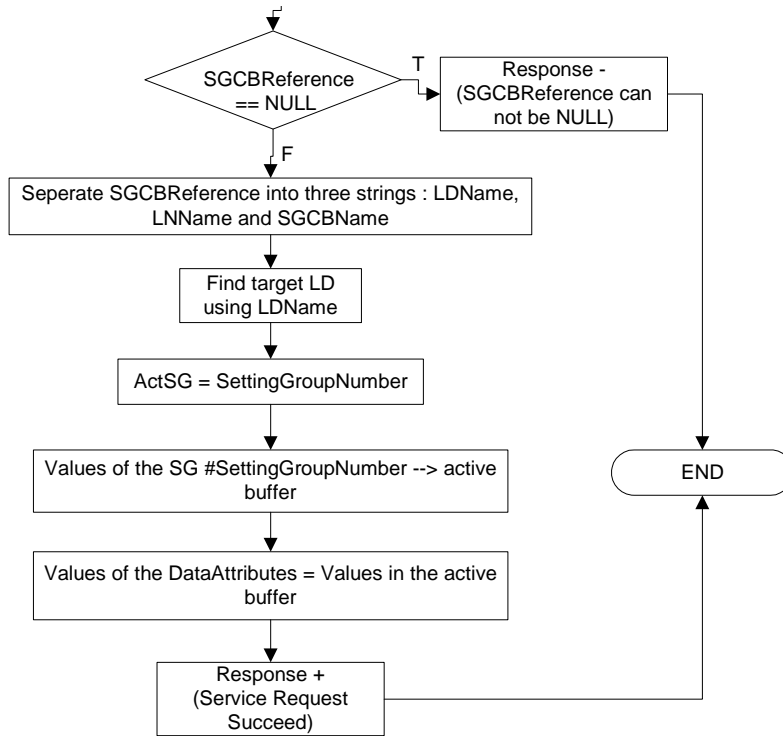 SGCBReference
== NULL
T
Response -
(SGCBReference can
not be NULL)
F
Seperate SGCBReference into three strings : LDName,
LNName and SGCBName
Find target LD
using LDName
ActSG = SettingGroupNumber
Values of the SG #SettingGroupNumber --> active
buffer
END
Values of the DataAttributes = Values in the active
buffer
Response +
(Service Request
Succeed)